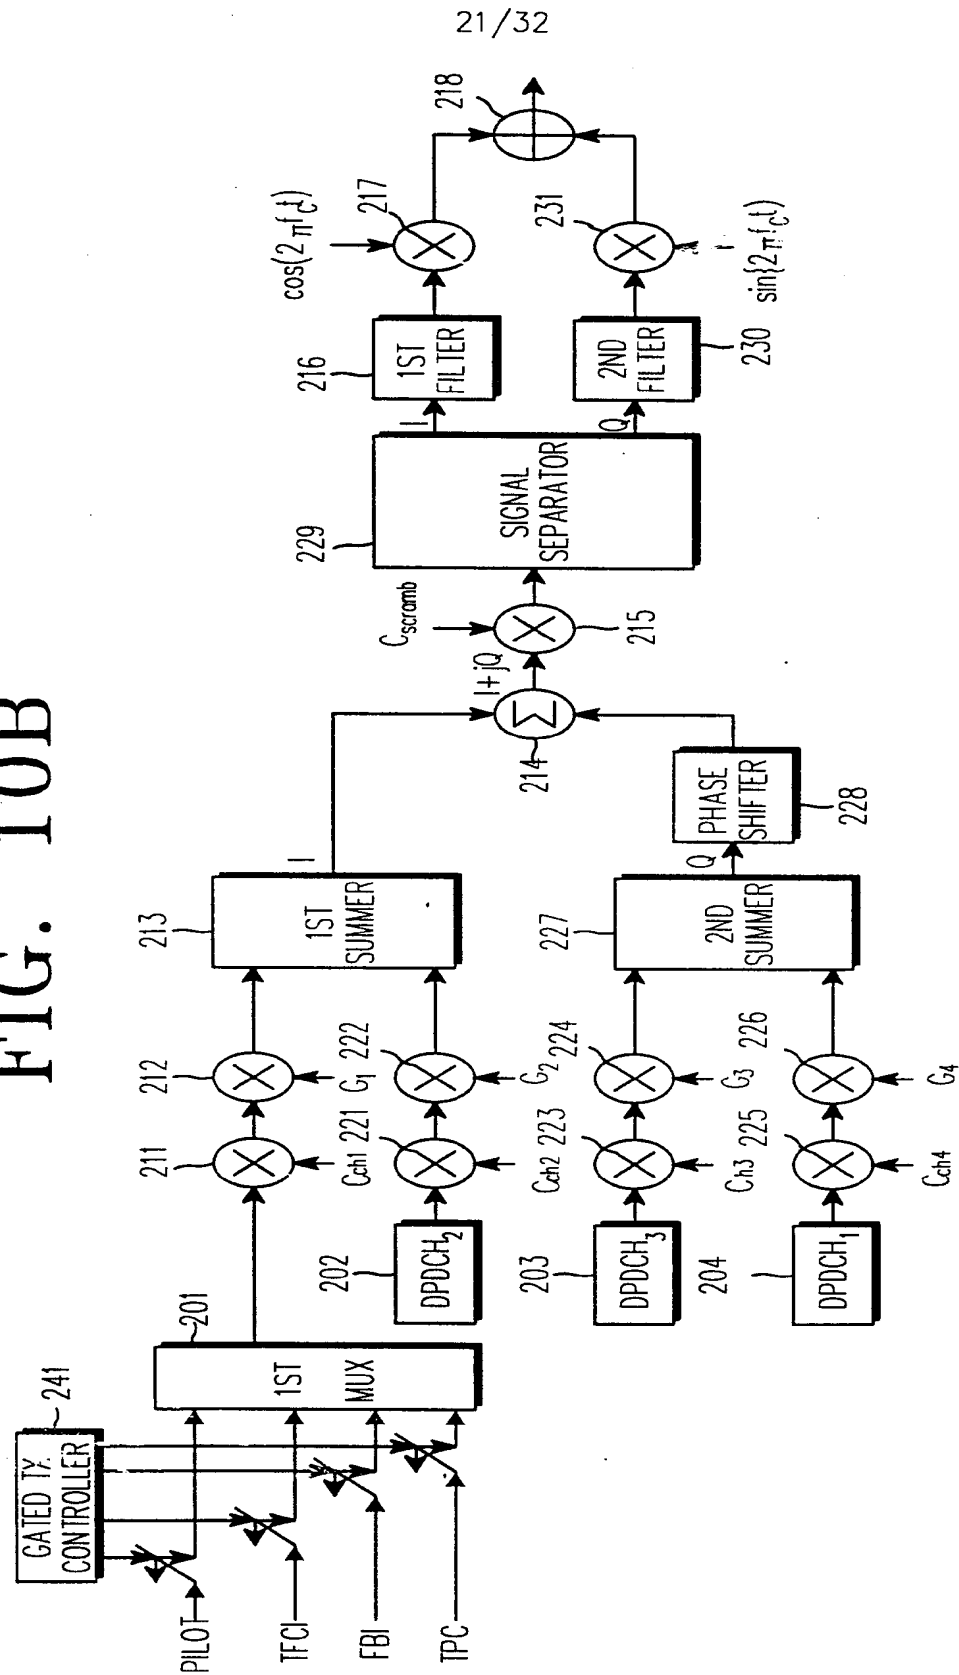 21/32
FIG. 10B
GATED TX
CONTROLLER
241
PILOT
TFCI
FBI
TPC
1ST
MUX
201
DPDCH2
202
DPDCH3
203
DPDCH1
204
211
Cch1
212
G1
221
Cch2
222
G2
223
Ch3
224
G3
225
Cch4
226
G4
1ST
SUMMER
213
I
2ND
SUMMER
227
Q
PHASE
SHIFTER
228
214
Σ
I+jQ
Cscramb
215
SIGNAL
SEPARATOR
229
I
Q
1ST
FILTER
216
2ND
FILTER
230
cos(2πfct)
217
231
sin{2πfct)
218